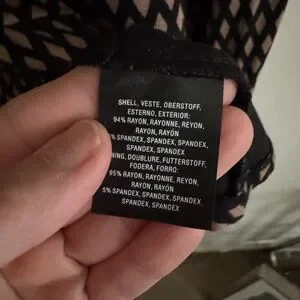 SHELL, VESTE, OBERSTOFF,
ESTERNO, EXTERIOR:
94% RAYON, RAYONNE, REYON,
RAYON, RAYÓN
% SPANDEX, SPANDEX, SPANDEX,
SPANDEX, SPANDEX
NING, DOUBLURE, FUTTERSTOFF,
FODERA, FORRO:
95% RAYON, RAYONNE, REYON,
RAYON, RAYÓN
5% SPANDEX, SPANDEX, SPANDEX,
SPANDEX, SPANDEX